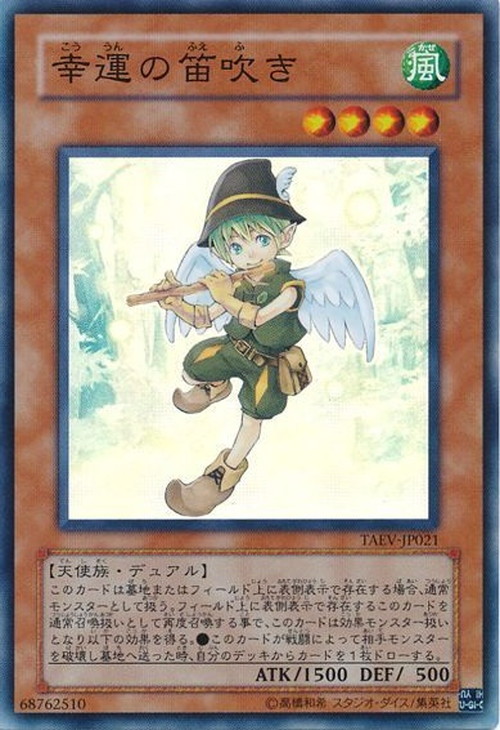 幸運の笛吹き
風
TAEV-JP021
【天使族・デュアル】
このカードは墓地またはフィールド上に表側表示で存在する場合、通常
モンスターとして扱う。フィールド上に表側表示で存在するこのカードを
通常召喚扱いとして再度召喚する事で、このカードは効果モンスター扱い
となり以下の効果を得る。●このカードが戦闘によって相手モンスター
を破壊し墓地へ送った時、自分のデッキからカードを1枚ドローする。
ATK/1500 DEF/ 500
68762510
©高橋和希 スタジオ・ダイス/集英社